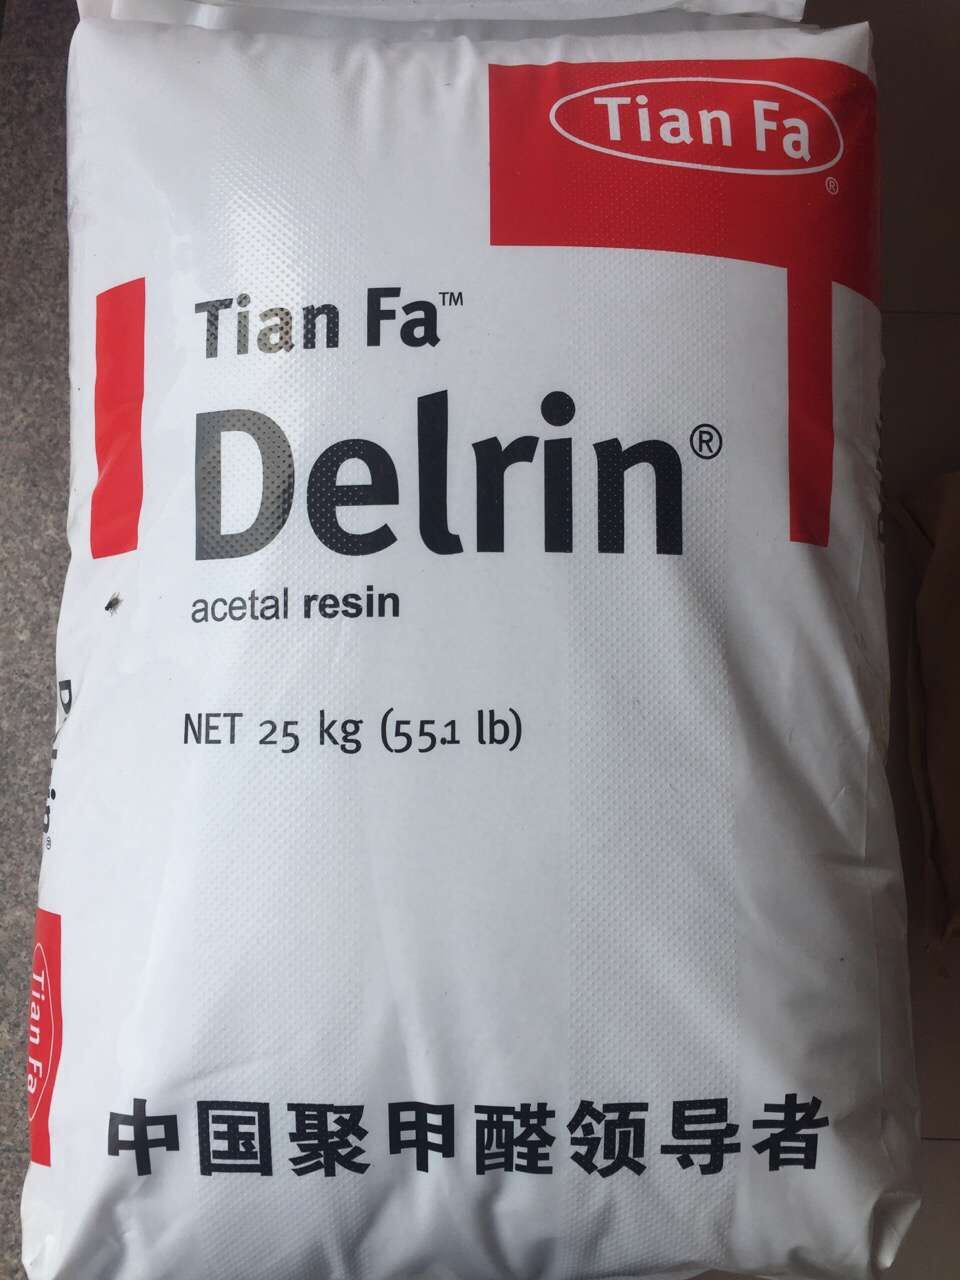 Tian Fa
®
Tian Fa™
Delrin®
acetal resin
NET 25 kg (55.1 lb)
Delrin®
Tian Fa
中国聚甲醛领导者